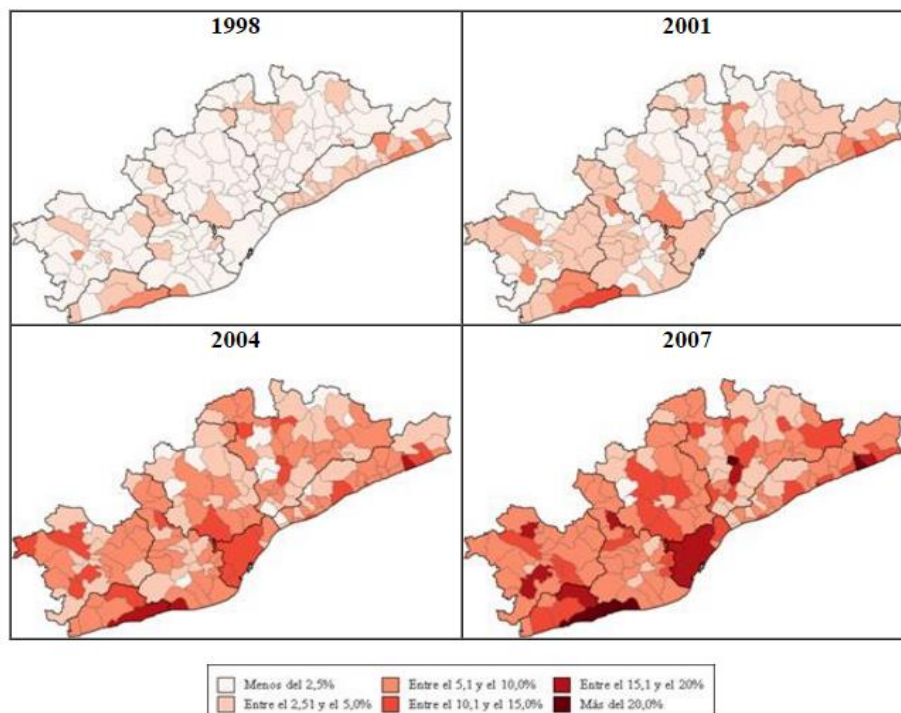 1998
2001
2004
2007
Menos del 2,5%
Entre el 5,1 y el 10,0%
Entre el 15,1 y el 20%
Entre el 2,51 y el 5,0%
Entre el 10,1 y el 15,0%
Más del 20,0%